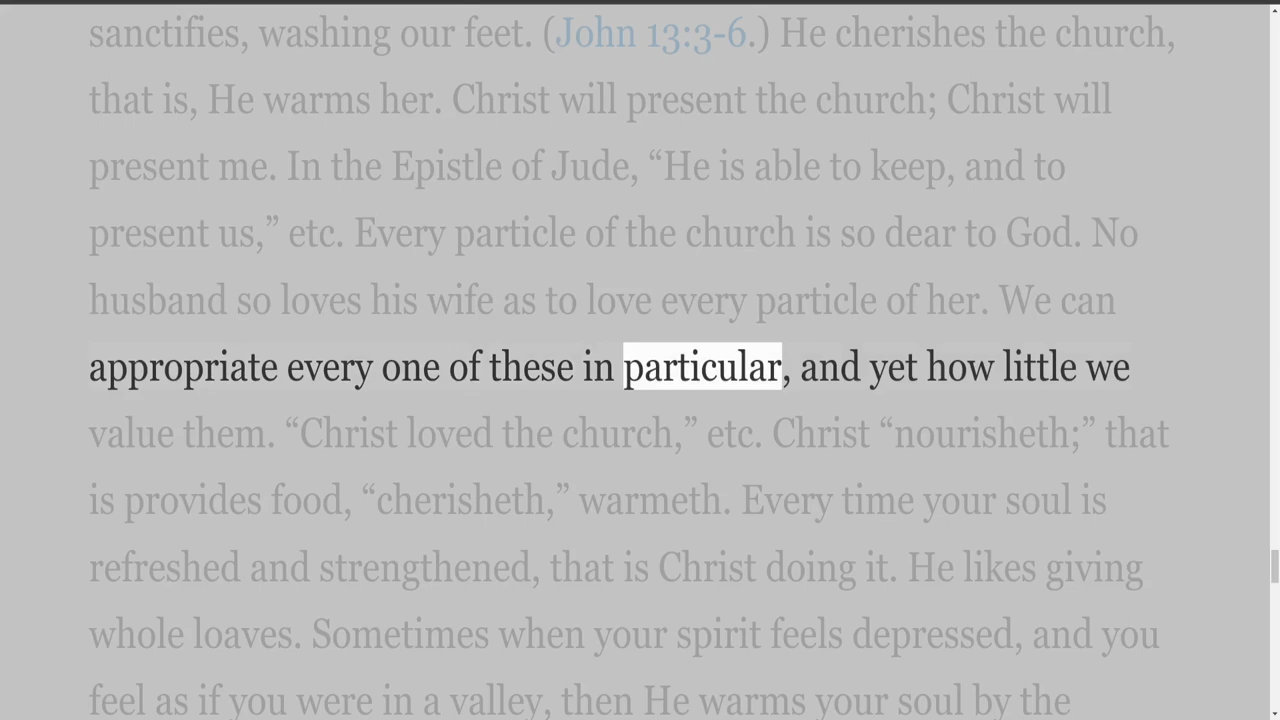 sanctifies, washing our feet. (John 13:3-6.) He cherishes the church,
that is, He warms her. Christ will present the church; Christ will
present me. In the Epistle of Jude, “He is able to keep, and to
present us,” etc. Every particle of the church is so dear to God. No
husband so loves his wife as to love every particle of her. We can
appropriate every one of these in particular, and yet how little we
value them. “Christ loved the church,” etc. Christ “nourisheth;” that
is provides food, “cherisheth,” warmeth. Every time your soul is
refreshed and strengthened, that is Christ doing it. He likes giving
whole loaves. Sometimes when your spirit feels depressed, and you
feel as if you were in a valley, then He warms your soul by the